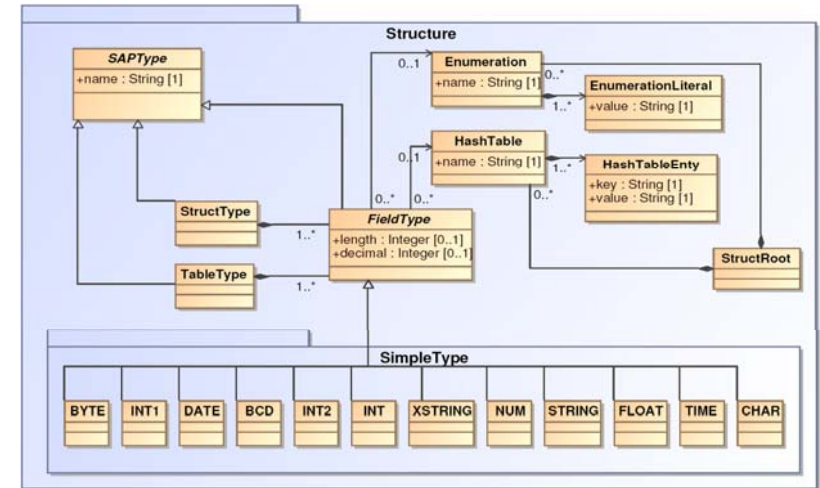 Structure
SAPType
+name : String [1]
0..1
Enumeration
+name : String [1]
0..*
1..*
EnumerationLiteral
+value : String [1]
0..1
HashTable
+name : String [1]
1..*
0..*
HashTableEnty
+key : String [1]
+value : String [1]
0..*
0..*
StructType
1..*
FieldType
+length : Integer [0..1]
+decimal : Integer [0..1]
TableType
1..*
StructRoot
SimpleType
BYTE
INT1
DATE
BCD
INT2
INT
XSTRING
NUM
STRING
FLOAT
TIME
CHAR